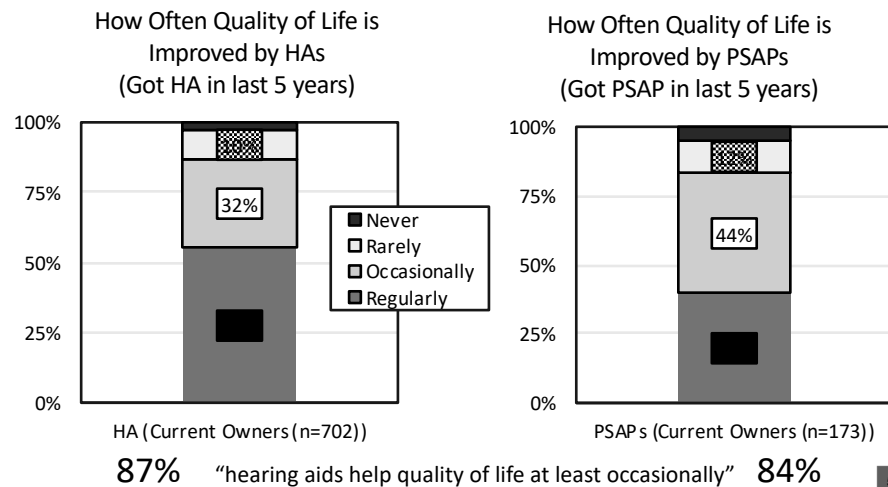 How Often Quality of Life is
Improved by HAs
(Got HA in last 5 years)
100%
75%
50%
25%
0%
10%
32%
HA (Current Owners (n=702))
Never
Rarely
Occasionally
Regularly
How Often Quality of Life is
Improved by PSAPs
(Got PSAP in last 5 years)
100%
75%
50%
25%
0%
12%
44%
PSAPs (Current Owners (n=173))
87% “hearing aids help quality of life at least occasionally” 84%